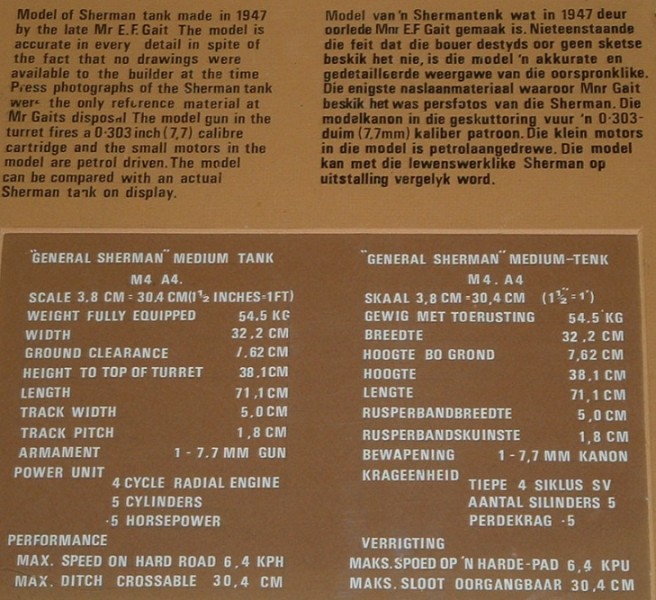 Model of Sherman tank made in 1947
by the late Mr E.F. Gait The model is
accurate in every detail in spite of
the fact that no drawings were
available to the builder at the time
Press photographs of the Sherman tank
were the only reference material at
Mr Gaits disposal The model gun in the
turret fires a 0·303 inch (7,7) calibre
cartridge and the small motors in the
model are petrol driven. The model
can be compared with an actual
Sherman tank on display.
Model van 'n Shermantenk wat in 1947 deur
oorlede Mnr E.F Gait gemaak is. Nieteenstaande
die feit dat die bouer destyds oor geen sketse
beskik het nie, is die model 'n akkurate en
gedetailleerde weergawe van die oorspronklike.
Die enigste naslaanmateriaal waaroor Mnr Gait
beskik het was persfotos van die Sherman. Die
modelkanon in die geskuttoring vuur 'n 0·303-
duim (7,7mm) kaliber patroon. Die klein motors
in die model is petrolaangedrewe. Die model
kan met die lewenswerklike Sherman op
uitstalling vergelyk word.
"GENERAL SHERMAN" MEDIUM TANK
M4 A4.
SCALE 3,8 CM = 30,4 CM (1½ INCHES=1FT)
WEIGHT FULLY EQUIPPED 54,5 KG
WIDTH 32,2 CM
GROUND CLEARANCE 7,62 CM
HEIGHT TO TOP OF TURRET 38,1CM
LENGTH 71,1CM
TRACK WIDTH 5,0CM
TRACK PITCH 1,8 CM
ARMAMENT 1 - 7.7 MM GUN
POWER UNIT
4 CYCLE RADIAL ENGINE
5 CYLINDERS
·5 HORSEPOWER
PERFORMANCE
MAX. SPEED ON HARD ROAD 6,4 KPH
MAX. DITCH CROSSABLE 30,4 CM
"GENERAL SHERMAN" MEDIUM-TENK
M4. A4
SKAAL 3,8 CM = 30,4 CM (1½" = 1')
GEWIG MET TOERUSTING 54,5 KG
BREEDTE 32,2 CM
HOOGTE BO GROND 7,62 CM
HOOGTE 38,1 CM
LENGTE 71,1 CM
RUSPERBANDBREEDTE 5,0 CM
RUSPERBANDSKUINSTE 1,8 CM
BEWAPENING 1 - 7,7 MM KANON
KRAGEENHEID
TIEPE 4 SIKLUS SV
AANTAL SILINDERS 5
PERDEKRAG ·5
VERRIGTING
MAKS. SPOED OP 'N HARDE-PAD 6,4 KPU
MAKS. SLOOT OORGANGBAAR 30,4 CM